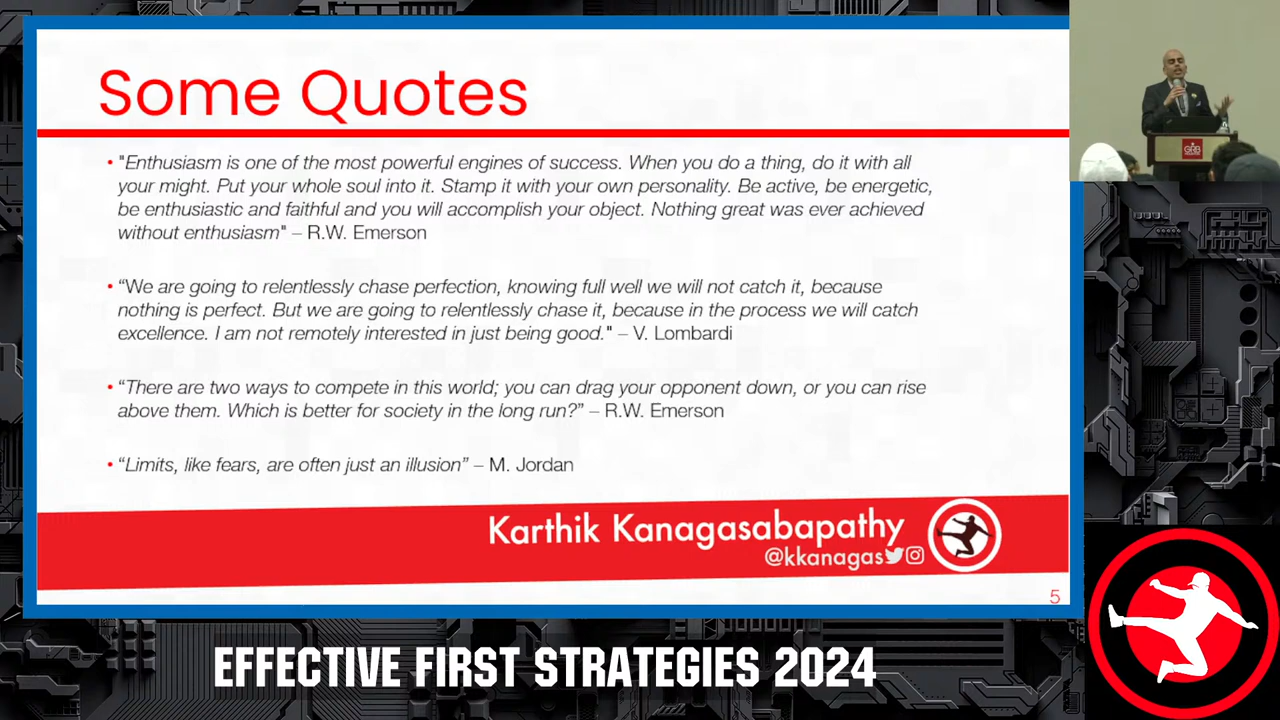 Some Quotes
• "Enthusiasm is one of the most powerful engines of success. When you do a thing, do it with all
your might. Put your whole soul into it. Stamp it with your own personality. Be active, be energetic,
be enthusiastic and faithful and you will accomplish your object. Nothing great was ever achieved
without enthusiasm" – R.W. Emerson
• “We are going to relentlessly chase perfection, knowing full well we will not catch it, because
nothing is perfect. But we are going to relentlessly chase it, because in the process we will catch
excellence. I am not remotely interested in just being good." – V. Lombardi
• “There are two ways to compete in this world; you can drag your opponent down, or you can rise
above them. Which is better for society in the long run?” – R.W. Emerson
• “Limits, like fears, are often just an illusion” – M. Jordan
Karthik Kanagasabapathy
@kkanagas
5
GRB
EFFECTIVE FIRST STRATEGIES 2024